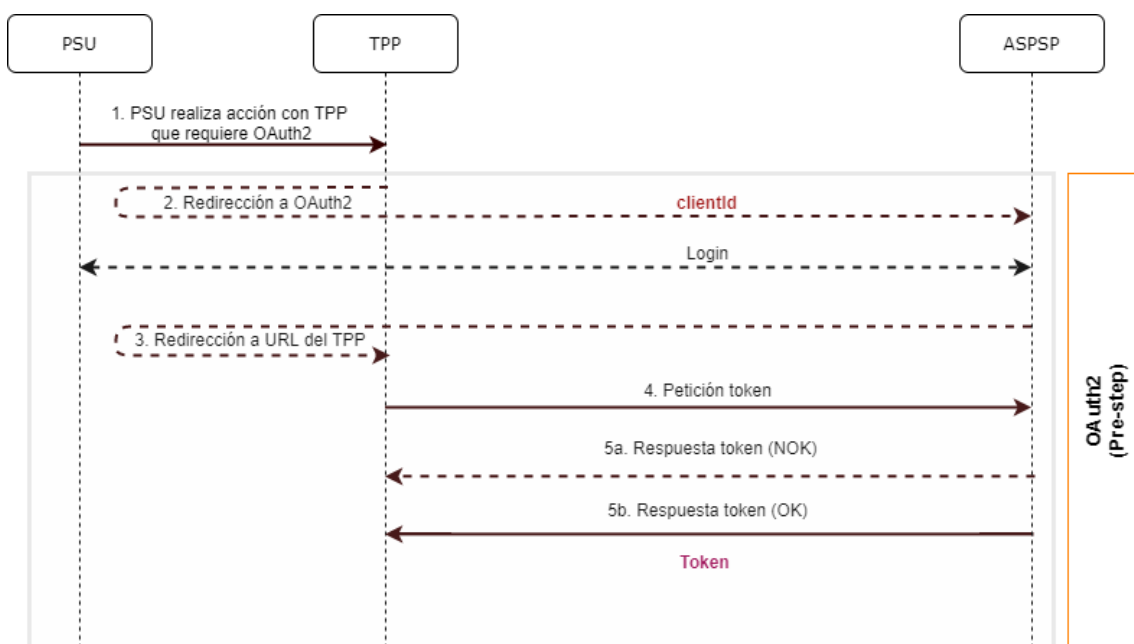 PSU
TPP
ASPSP
1. PSU realiza acción con TPP
que requiere OAuth2
2. Redirección a OAuth2
clientId
Login
3. Redirección a URL del TPP
4. Petición token
5a. Respuesta token (NOK)
5b. Respuesta token (OK)
Token
OAuth2
(Pre-step)